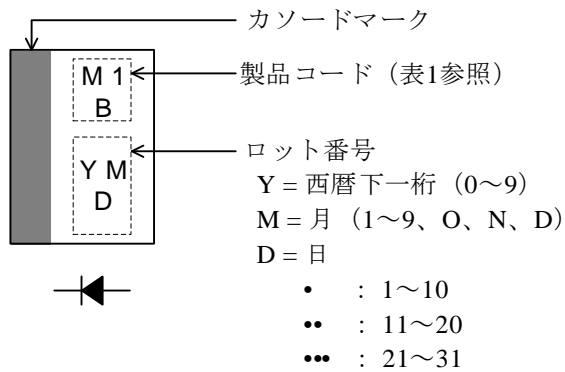 カソードマーク
M 1
B
製品コード（表1参照）
Y M
D
ロット番号
Y = 西暦下一桁（0～9）
M = 月（1～9、O、N、D）
D = 日
• : 1～10
•• : 11～20
••• : 21～31